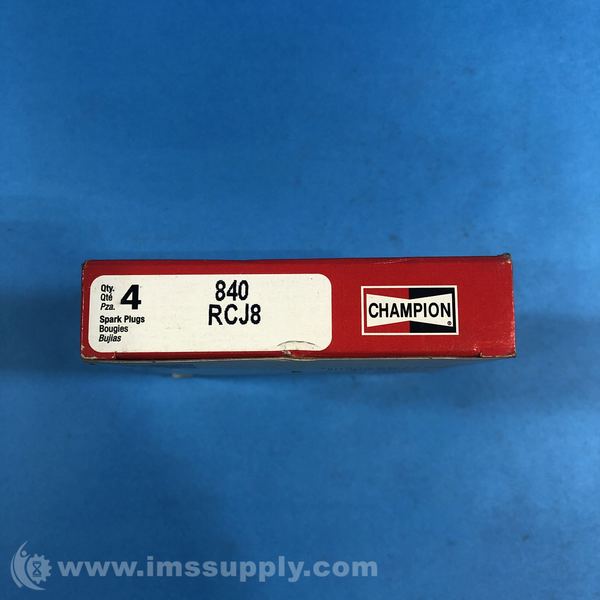 Qty.
Qté
Pza.
4
Spark Plugs
Bougies
Bujías
840
RCJ8
CHAMPION
®
www.imssupply.com